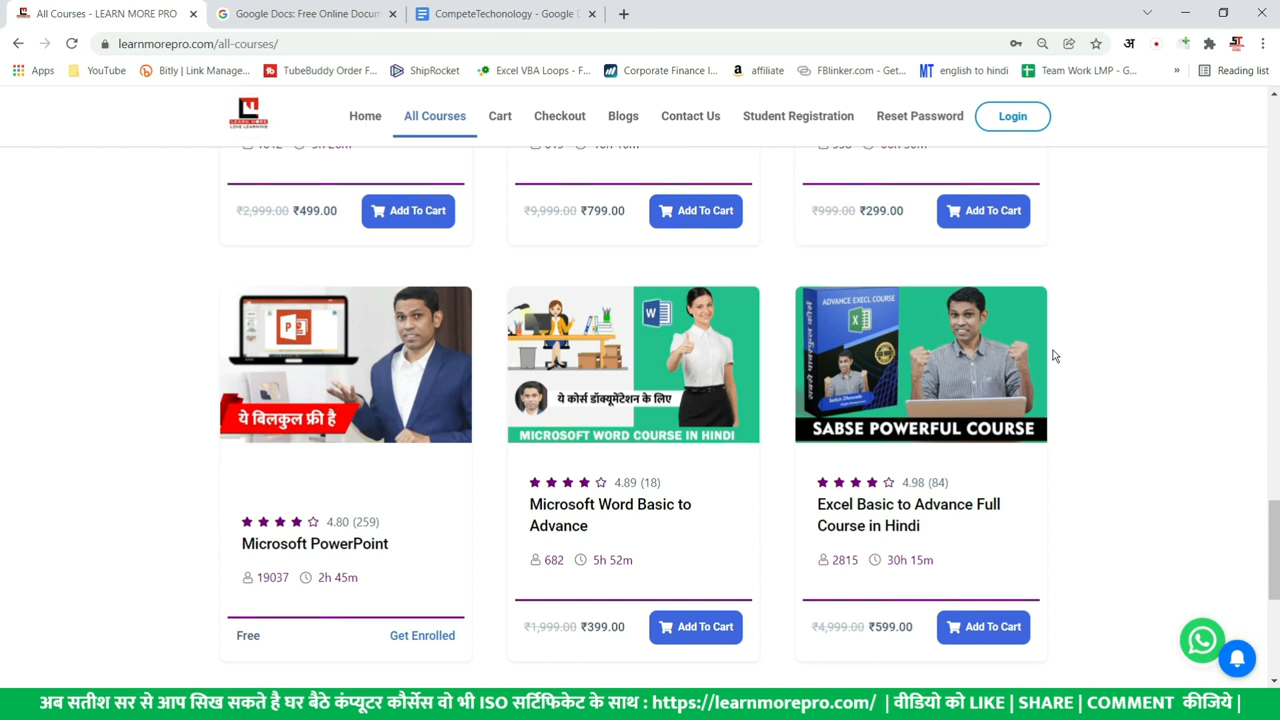 All Courses - LEARN MORE PRO
Google Docs: Free Online Docum
CompeteTechonology - Google D
learnmorepro.com/all-courses/
Apps
YouTube
Bitly | Link Manage...
TubeBuddy Order F...
ShipRocket
Excel VBA Loops - F...
Corporate Finance I...
affiliate
FBlinker.com - Get...
english to hindi
Team Work LMP - G...
»
Reading list
LEARN MORE
LOVE LEARNING
Home
All Courses
Cart
Checkout
Blogs
Contact Us
Student Registration
Reset Password
Login
₹2,999.00 ₹499.00
Add To Cart
₹9,999.00 ₹799.00
Add To Cart
₹999.00 ₹299.00
Add To Cart
ये बिलकुल फ्री है
4.80 (259)
Microsoft PowerPoint
19037 2h 45m
Free
Get Enrolled
ये कोर्स डॉक्यूमेंटेशन के लिए
MICROSOFT WORD COURSE IN HINDI
4.89 (18)
Microsoft Word Basic to
Advance
682 5h 52m
₹1,999.00 ₹399.00
Add To Cart
ADVANCE EXECL COURSE
Satish Dhawale
SABSE POWERFUL COURSE
4.98 (84)
Excel Basic to Advance Full
Course in Hindi
2815 30h 15m
₹4,999.00 ₹599.00
Add To Cart
अब सतीश सर से आप सिख सकते है घर बैठे कंप्यूटर कौर्सेस वो भी ISO सर्टिफिकेट के साथ : https://learnmorepro.com/ | वीडियो को LIKE | SHARE | COMMENT कीजिये |